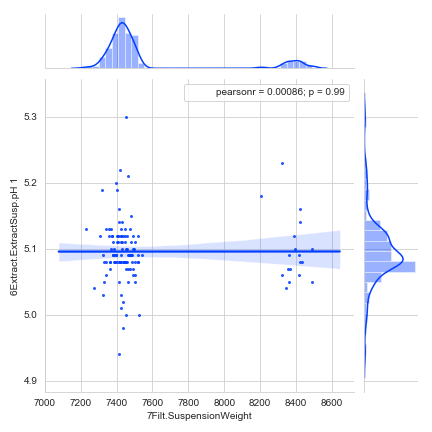 pearsonr = 0.00086; p = 0.99
5.3
5.2
5.1
5.0
4.9
6Extract.ExtractSusp.pH 1
7000 7200 7400 7600 7800 8000 8200 8400 8600
7Filt.SuspensionWeight